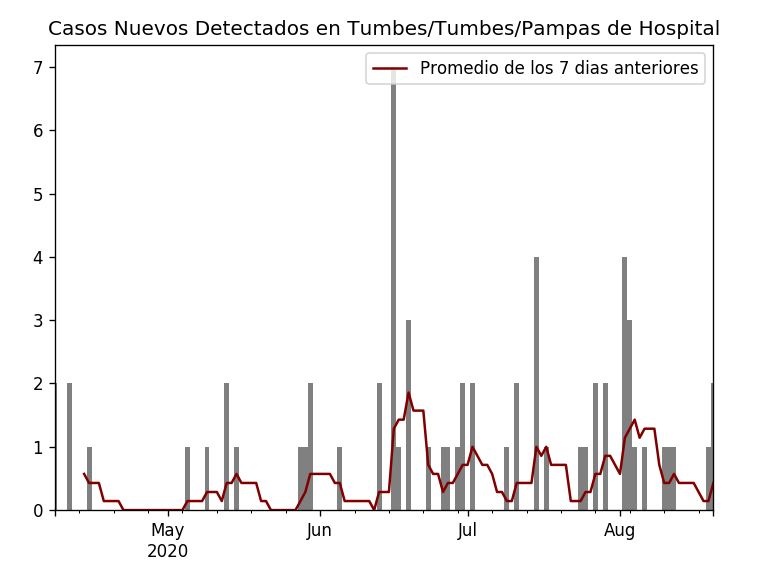 Casos Nuevos Detectados en Tumbes/Tumbes/Pampas de Hospital
Promedio de los 7 dias anteriores
7
6
5
4
3
2
1
0
May
2020
Jun
Jul
Aug